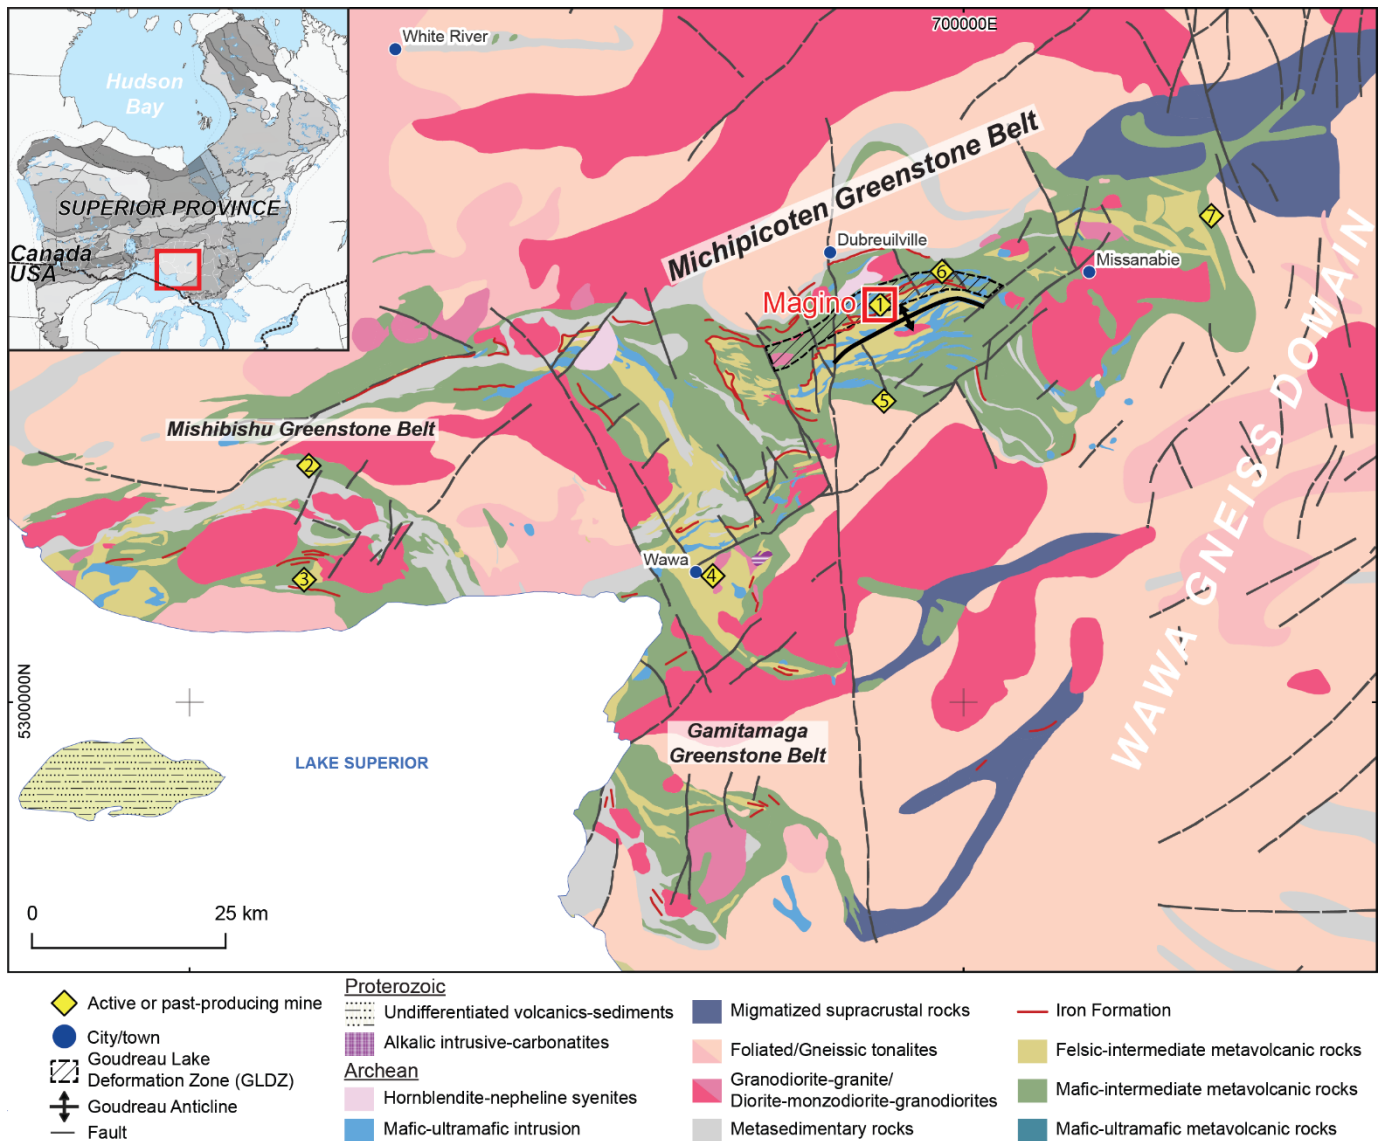 White River
700000E
Hudson
Bay
SUPERIOR PROVINCE
Canada
USA
Michipicoten Greenstone Belt
Dubreuilville
Missanabie
7
6
Magino
1
5
Mishibishu Greenstone Belt
2
3
Wawa
4
WAWA GNEISS DOMAIN
5300000N
Gamitamaga
Greenstone Belt
LAKE SUPERIOR
0 25 km
Active or past-producing mine
City/town
Goudreau Lake
Deformation Zone (GLDZ)
Goudreau Anticline
Fault
Proterozoic
Undifferentiated volcanics-sediments
Alkalic intrusive-carbonatites
Archean
Hornblendite-nepheline syenites
Mafic-ultramafic intrusion
Migmatized supracrustal rocks
Foliated/Gneissic tonalites
Granodiorite-granite/
Diorite-monzodiorite-granodiorites
Metasedimentary rocks
Iron Formation
Felsic-intermediate metavolcanic rocks
Mafic-intermediate metavolcanic rocks
Mafic-ultramafic metavolcanic rocks